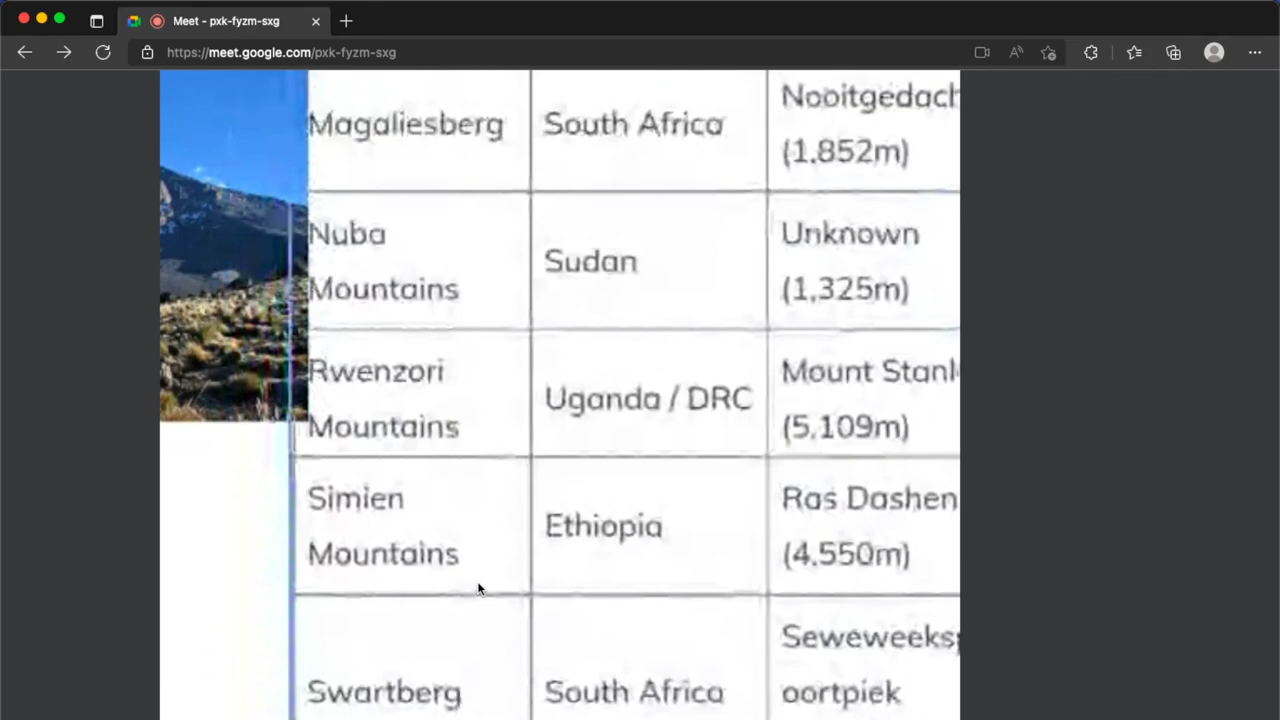 Meet - pxk-fyzm-sxg
https://meet.google.com/pxk-fyzm-sxg
Magaliesberg
South Africa
(1,852m)
Nuba
Mountains
Sudan
Unknown
(1,325m)
Rwenzori
Mountains
Uganda / DRC
Mount
(5,109m)
Simien
Mountains
Ethiopia
Ras Dashen
(4,550m)
Swartberg
South Africa
oortpiek